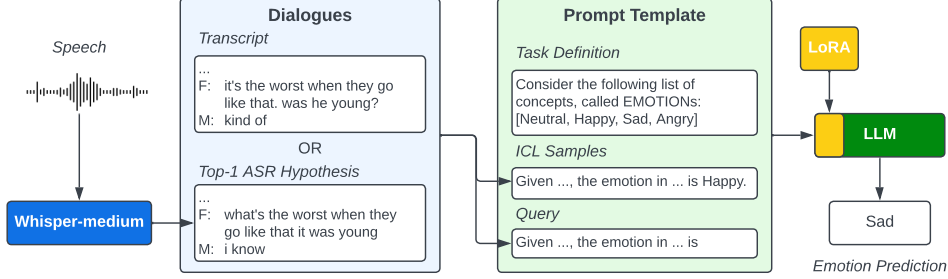 Speech
Whisper-medium
Dialogues
Transcript
...
F: it's the worst when they go
like that. was he young?
M: kind of
OR
Top-1 ASR Hypothesis
...
F: what's the worst when they
go like that it was young
M: i know
Prompt Template
Task Definition
Consider the following list of
concepts, called EMOTIONs:
[Neutral, Happy, Sad, Angry]
ICL Samples
Given ..., the emotion in ... is Happy.
Query
Given ..., the emotion in ... is
LoRA
LLM
Sad
Emotion Prediction